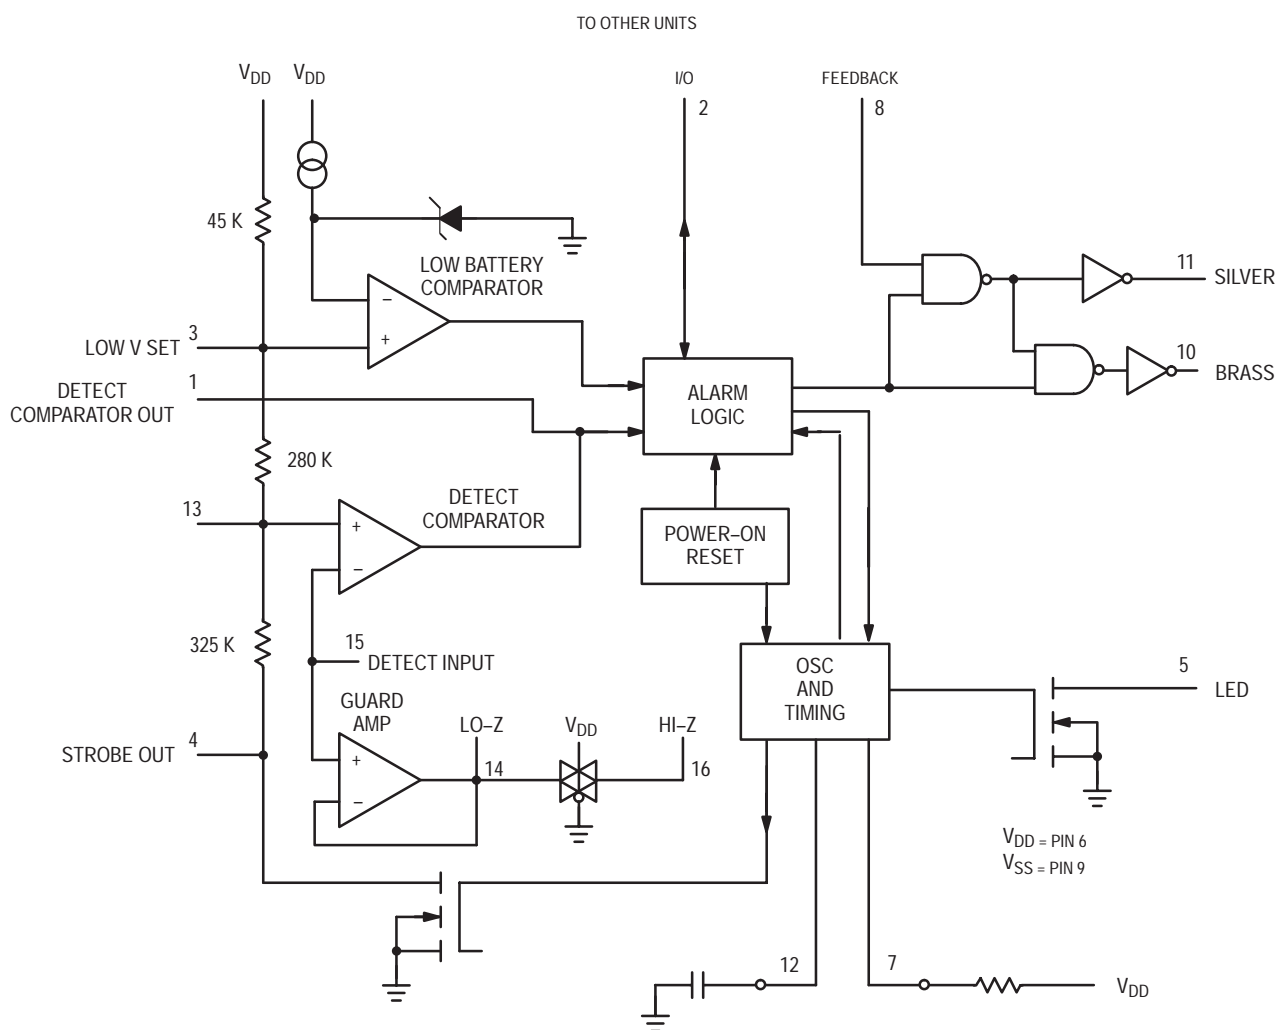 TO OTHER UNITS
VDD VDD
I/O
2
FEEDBACK
8
45 K
LOW BATTERY
COMPARATOR
−
+
LOW V SET 3
1
DETECT
COMPARATOR OUT
ALARM
LOGIC
11 SILVER
10
BRASS
280 K
13
DETECT
COMPARATOR
+
−
POWER–ON
RESET
325 K
15
DETECT INPUT
OSC
AND
TIMING
5
LED
GUARD
AMP
LO–Z
VDD
HI–Z
STROBE OUT 4
+
−
14
16
VDD = PIN 6
VSS = PIN 9
12
7
VDD